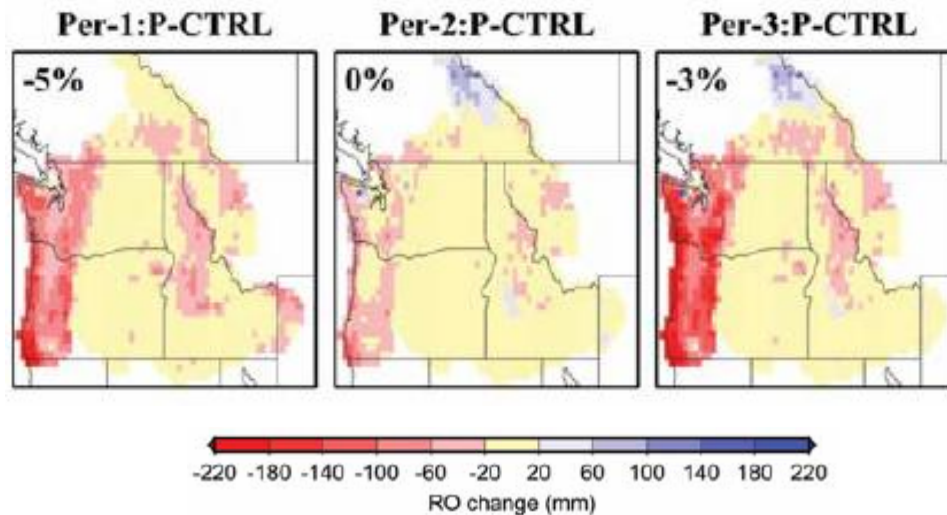 Per-1:P-CTRL Per-2:P-CTRL Per-3:P-CTRL
-5% 0% -3%
-220 -180 -140 -100 -60 -20 20 60 100 140 180 220
RO change (mm)